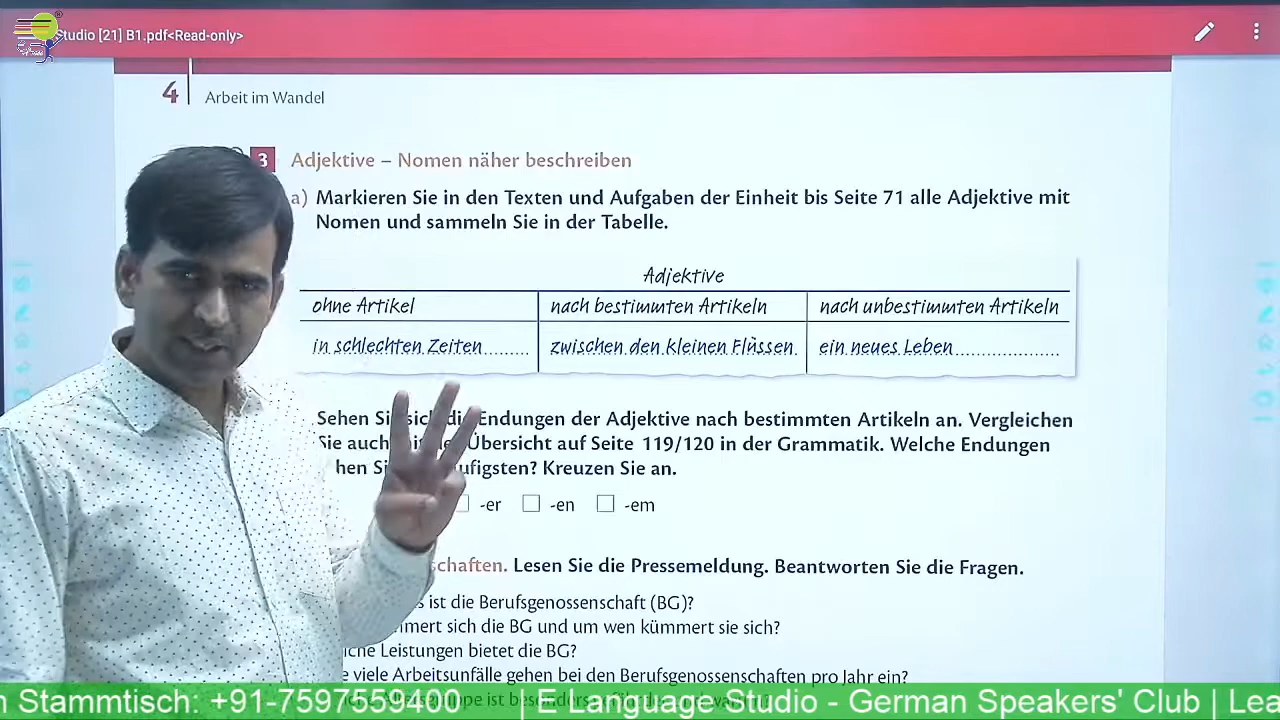 Studio [21] B1.pdf<Read-only>
4 Arbeit im Wandel
3 Adjektive – Nomen näher beschreiben
a) Markieren Sie in den Texten und Aufgaben der Einheit bis Seite 71 alle Adjektive mit
Nomen und sammeln Sie in der Tabelle.
Adjektive
ohne Artikel nach bestimmten Artikeln nach unbestimmten Artikeln
in schlechten Zeiten zwischen den kleinen Flüssen ein neues Leben
Sehen Sie sich die Endungen der Adjektive nach bestimmten Artikeln an. Vergleichen
Sie auch Übersicht auf Seite 119/120 in der Grammatik. Welche Endungen
Kreuzen Sie an.
-er -en -em
Lesen Sie die Pressemeldung. Beantworten Sie die Fragen.
ist die Berufsgenossenschaft (BG)?
sich die BG und um wen kümmert sie sich?
Leistungen bietet die BG?
viele Arbeitsunfälle gehen bei den Berufsgenossenschaften pro Jahr ein?
Stammtisch: +91-7597559400 | E-Language Studio - German Speakers' Club |